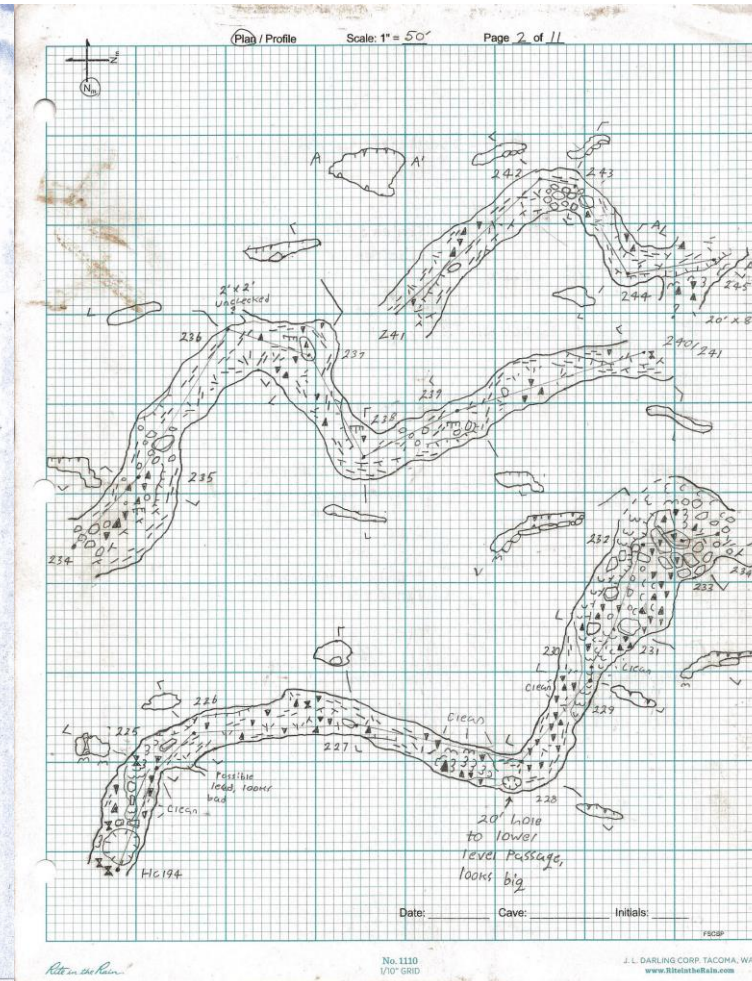 Plan / Profile
Scale: 1" = 50'
Page 2 of 11
N
Nm
A
A'
242
243
A
244
245
?
20' x 8
241
2' x 2'
unchecked
?
236
237
240/241
239
238
235
234
232
233
234
230
231
Clean
Clean
229
226
225
227
Clean
228
Possible
lead, looks
bad
Clean
20' hole
to lower
level Passage,
looks big
HC194
Date:
Cave:
Initials:
FSCSP
Rite in the Rain
No. 1110
1/10" GRID
J. L. DARLING CORP. TACOMA, WA
www.RiteintheRain.com